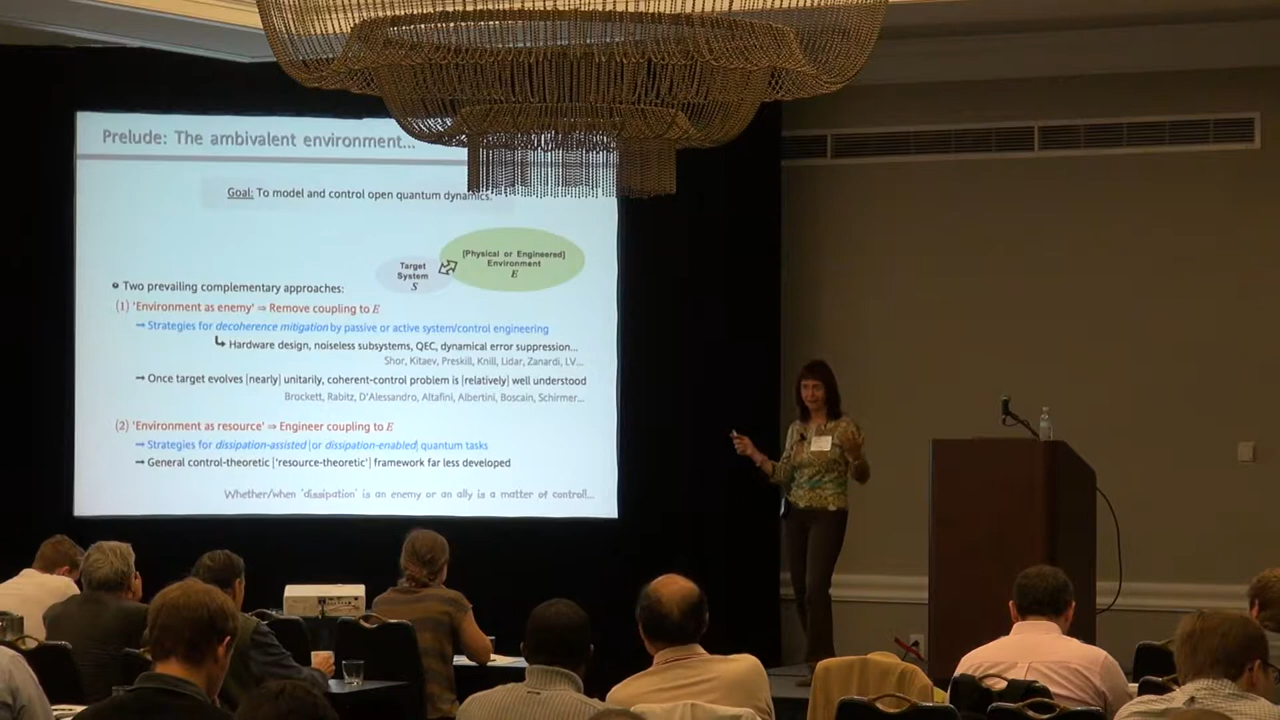 Prelude: The ambivalent environment...
Goal: To model and control open quantum dynamics.
[Physical or Engineered]
Environment
E
Target
System
S
• Two prevailing complementary approaches:
(1) 'Environment as enemy' ⇒ Remove coupling to E
→ Strategies for decoherence mitigation by passive or active system/control engineering
↳ Hardware design, noiseless subsystems, QEC, dynamical error suppression...
Shor, Kitaev, Preskill, Knill, Lidar, Zanardi, LV...
→ Once target evolves [nearly] unitarily, coherent-control problem is [relatively] well understood
Brockett, Rabitz, D'Alessandro, Altafini, Albertini, Boscain, Schirmer...
(2) 'Environment as resource' ⇒ Engineer coupling to E
→ Strategies for dissipation-assisted [or dissipation-enabled] quantum tasks
→ General control-theoretic ['resource-theoretic'] framework far less developed
Whether/when 'dissipation' is an enemy or an ally is a matter of control!...